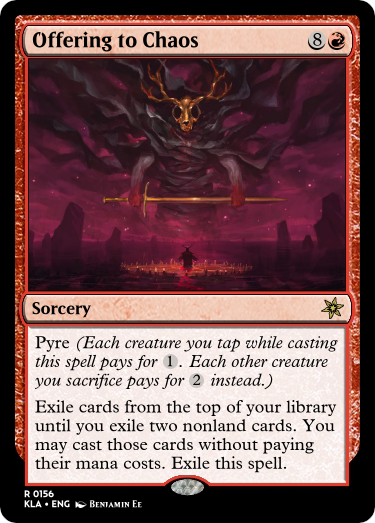 Offering to Chaos 8
Sorcery
Pyre (Each creature you tap while casting
this spell pays for 1. Each other creature
you sacrifice pays for 2 instead.)
Exile cards from the top of your library
until you exile two nonland cards. You
may cast those cards without paying
their mana costs. Exile this spell.
R 0156
KLA • ENG Benjamin Ee